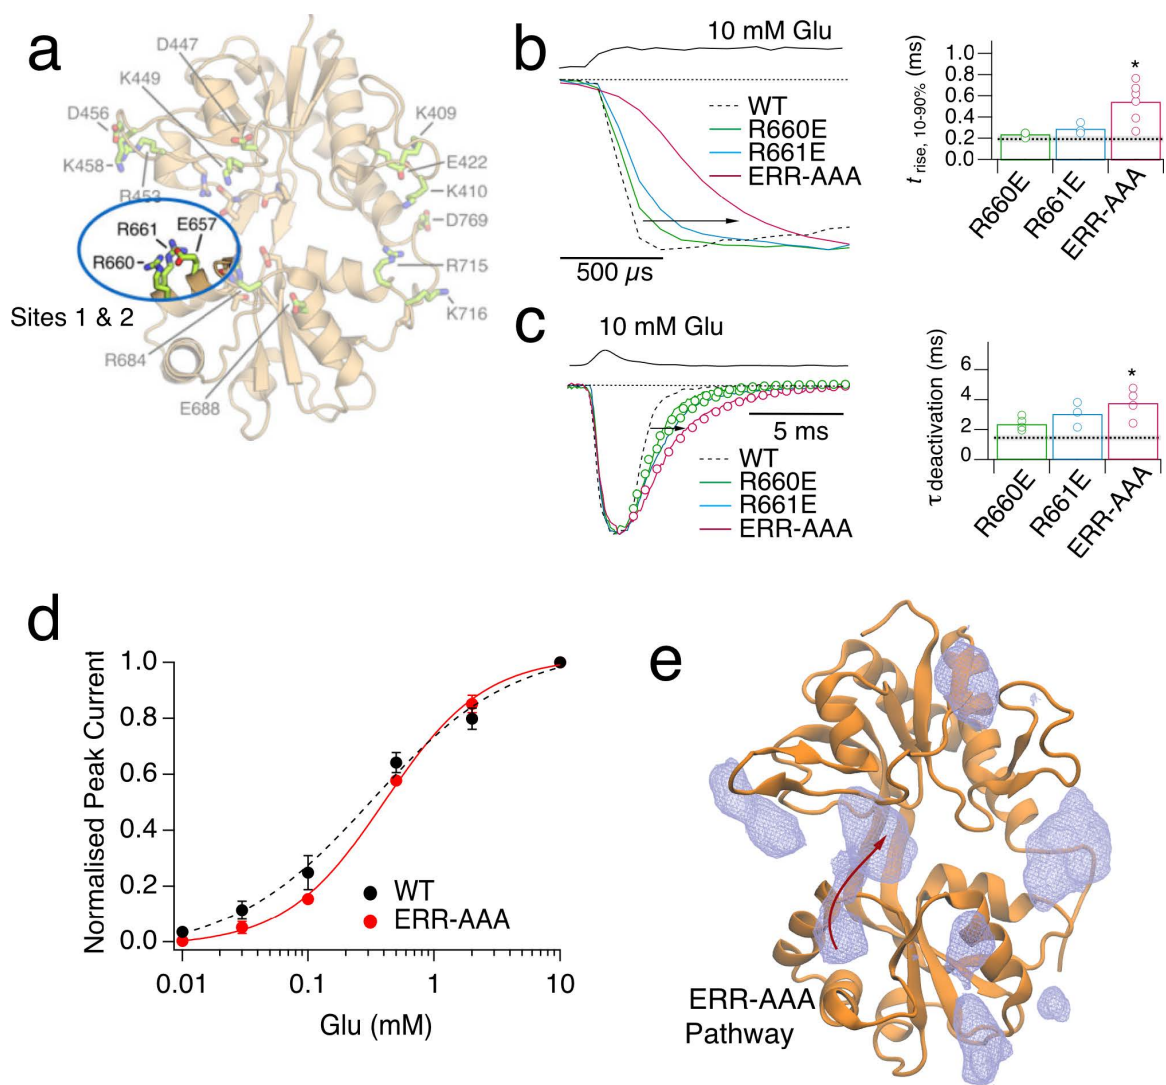 a
D447
K449
D456
K458
R453
K409
E422
K410
D769
R661
E657
R660
R715
K716
Sites 1 & 2
R684
E688
b
10 mM Glu
WT
R660E
R661E
ERR-AAA
500 µs
t rise, 10-90% (ms)
1.0
0.8
0.6
0.4
0.2
0.0
*
R660E
R661E
ERR-AAA
c
10 mM Glu
5 ms
WT
R660E
R661E
ERR-AAA
τ deactivation (ms)
6
4
2
0
*
R660E
R661E
ERR-AAA
d
Normalised Peak Current
1.0
0.8
0.6
0.4
0.2
0.0
WT
ERR-AAA
0.01
0.1
1
10
Glu (mM)
e
ERR-AAA
Pathway